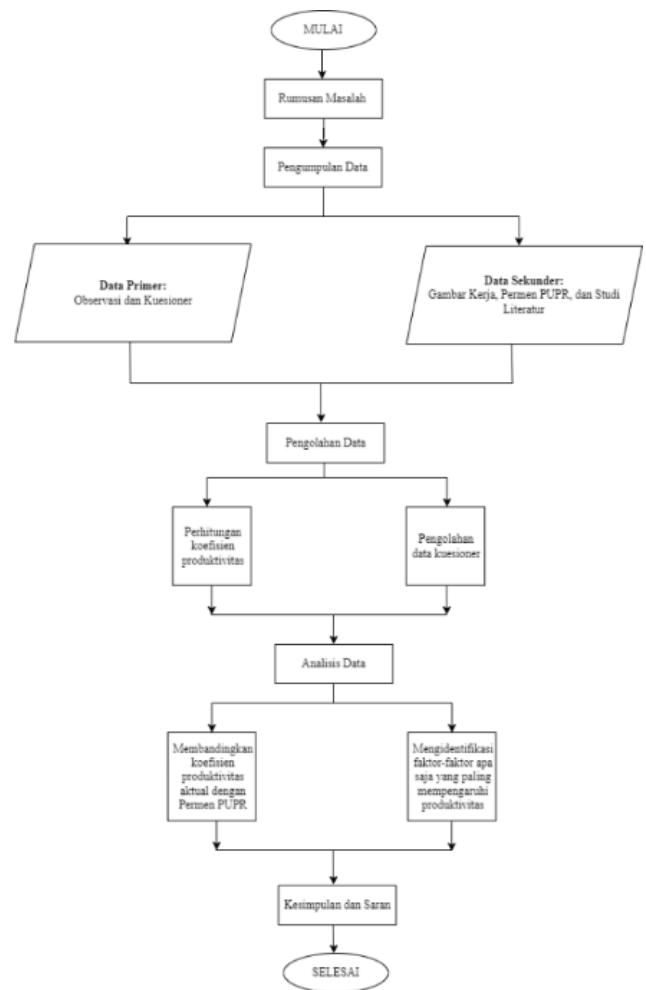 MULAI
Rumusan Masalah
Pengumpulan Data
Data Primer:
Observasi dan Kuesioner
Data Sekunder:
Gambar Kerja, Permen PUPR, dan Studi
Literatur
Pengolahan Data
Perhitungan
koefisien
produktivitas
Pengolahan
data kuesioner
Analisis Data
Membandingkan
koefisien
produktivitas
aktual dengan
Permen PUPR
Mengidentifikasi
faktor-faktor apa
saja yang paling
mempengaruhi
produktivitas
Kesimpulan dan Saran
SELESAI